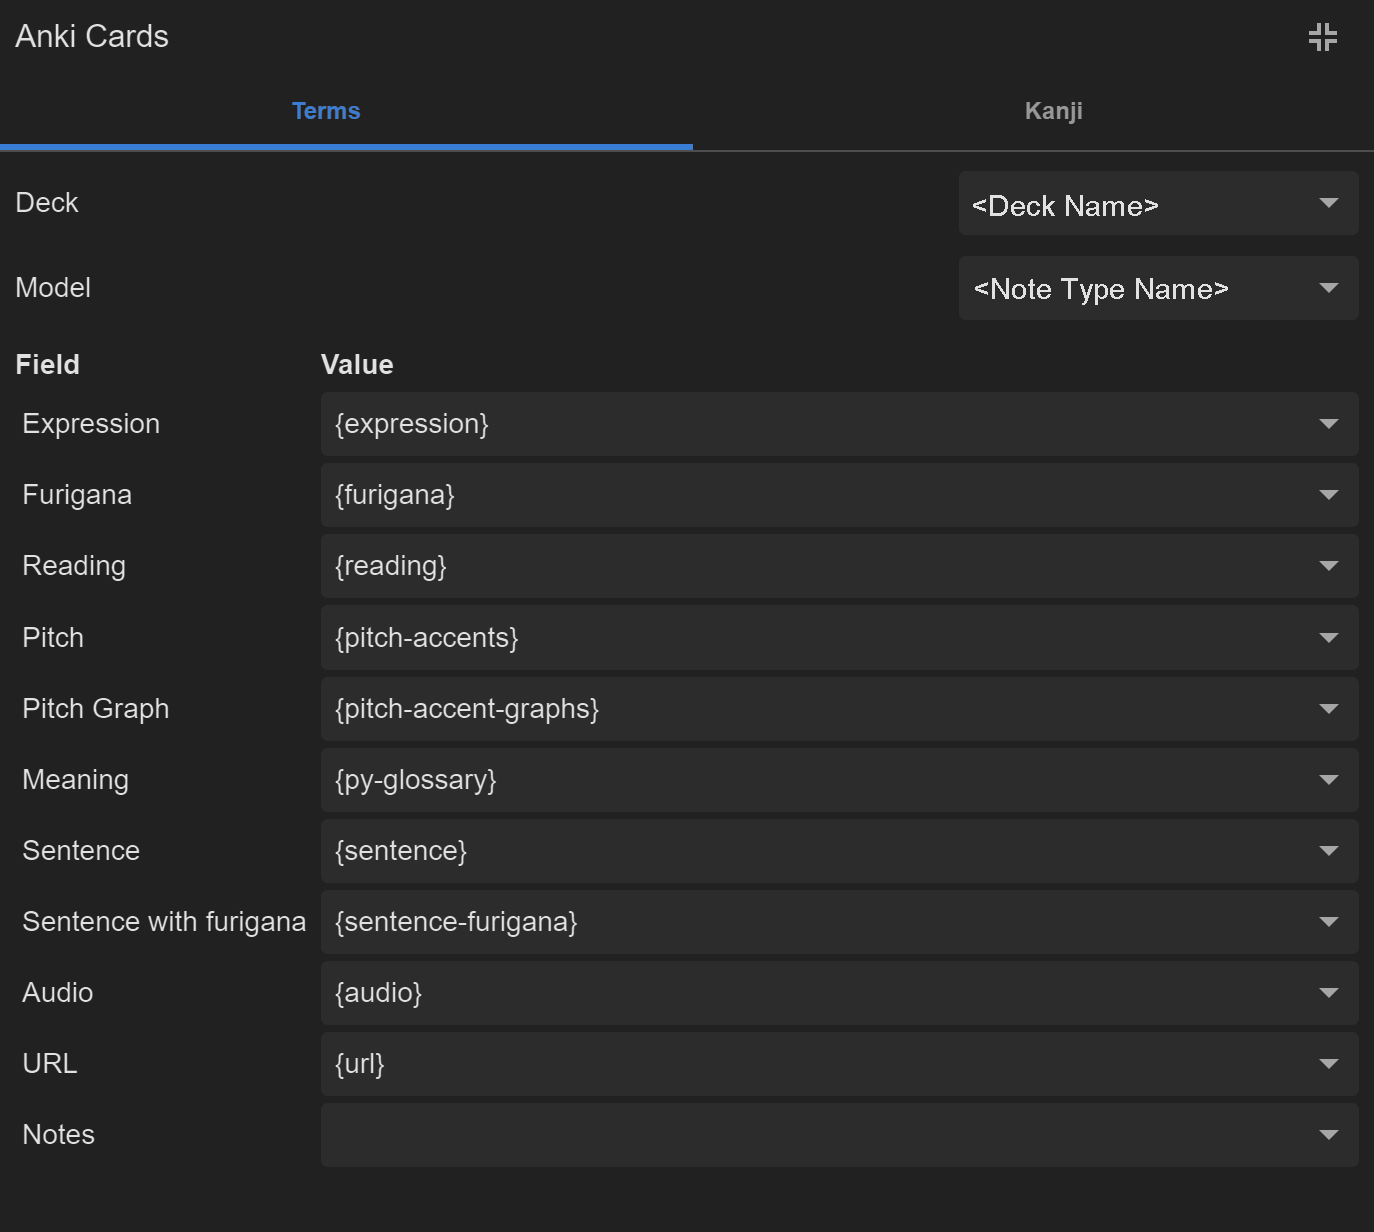 Anki Cards
Terms Kanji
Deck <Deck Name>
Model <Note Type Name>
Field Value
Expression {expression}
Furigana {furigana}
Reading {reading}
Pitch {pitch-accents}
Pitch Graph {pitch-accent-graphs}
Meaning {py-glossary}
Sentence {sentence}
Sentence with furigana {sentence-furigana}
Audio {audio}
URL {url}
Notes